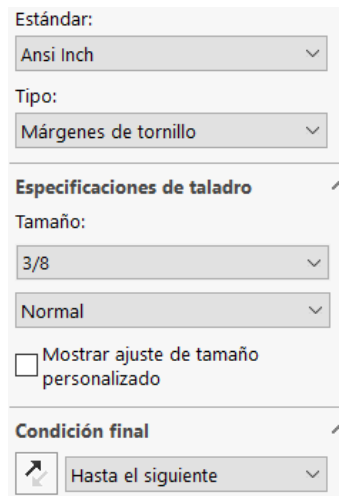 Estándar:
Ansi Inch
Tipo:
Márgenes de tornillo
Especificaciones de taladro
Tamaño:
3/8
Normal
Mostrar ajuste de tamaño
personalizado
Condición final
Hasta el siguiente